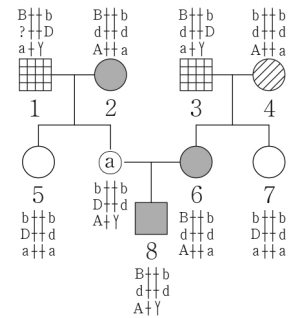 B b B b B b b b
? D d d D d d d
a Y A a a Y A a
1 2 3 4
a
5 b b 6 7
b b D d B b b b
D d A Y d d D d
a a 8 A a a a
B b
d d
A Y